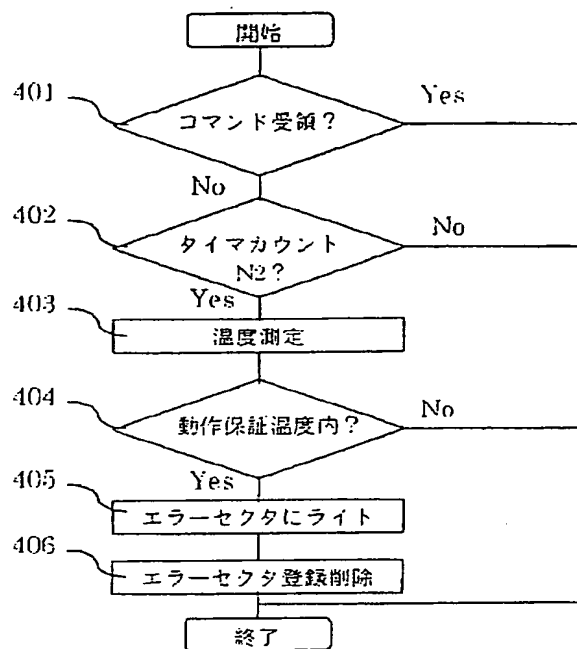 開始
401
コマンド受領?
Yes
No
402
タイマカウント
N2?
No
Yes
403
温度測定
404
動作保証温度内?
No
Yes
405
エラーセクタにライト
406
エラーセクタ登録削除
終了